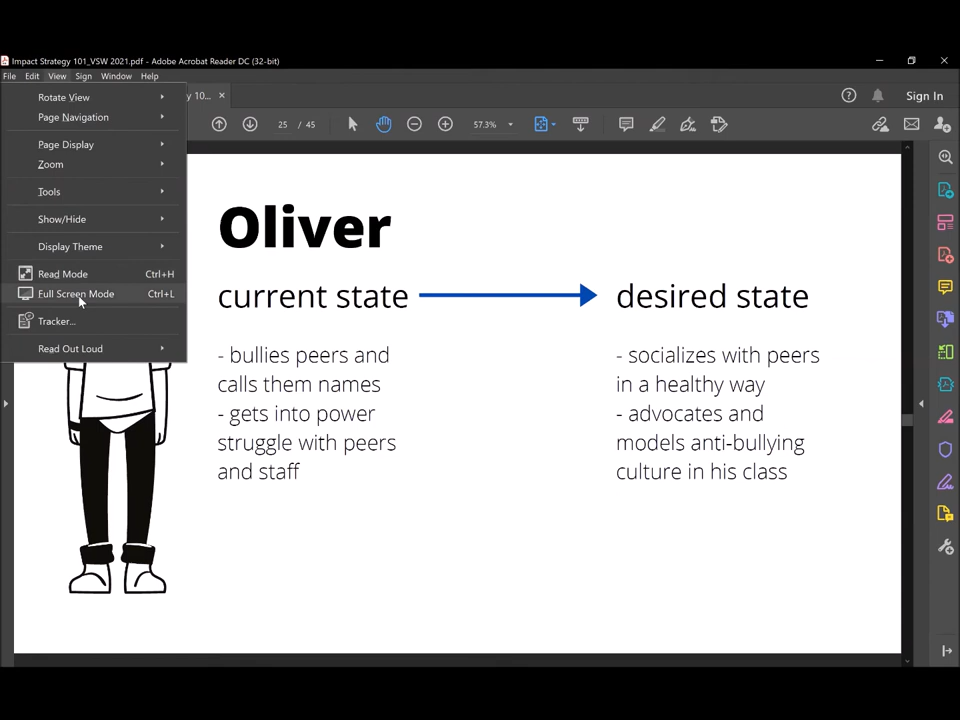 Impact Strategy 101_VSW 2021.pdf - Adobe Acrobat Reader DC (32-bit)
File Edit View Sign Window Help
Rotate View
Page Navigation
Page Display
Zoom
Tools
Show/Hide
Display Theme
Read Mode Ctrl+H
Full Screen Mode Ctrl+L
Tracker...
Read Out Loud
y 10...
Sign In
25 / 45
57.3%
Oliver
current state
desired state
- bullies peers and
calls them names
- gets into power
struggle with peers
and staff
- socializes with peers
in a healthy way
- advocates and
models anti-bullying
culture in his class